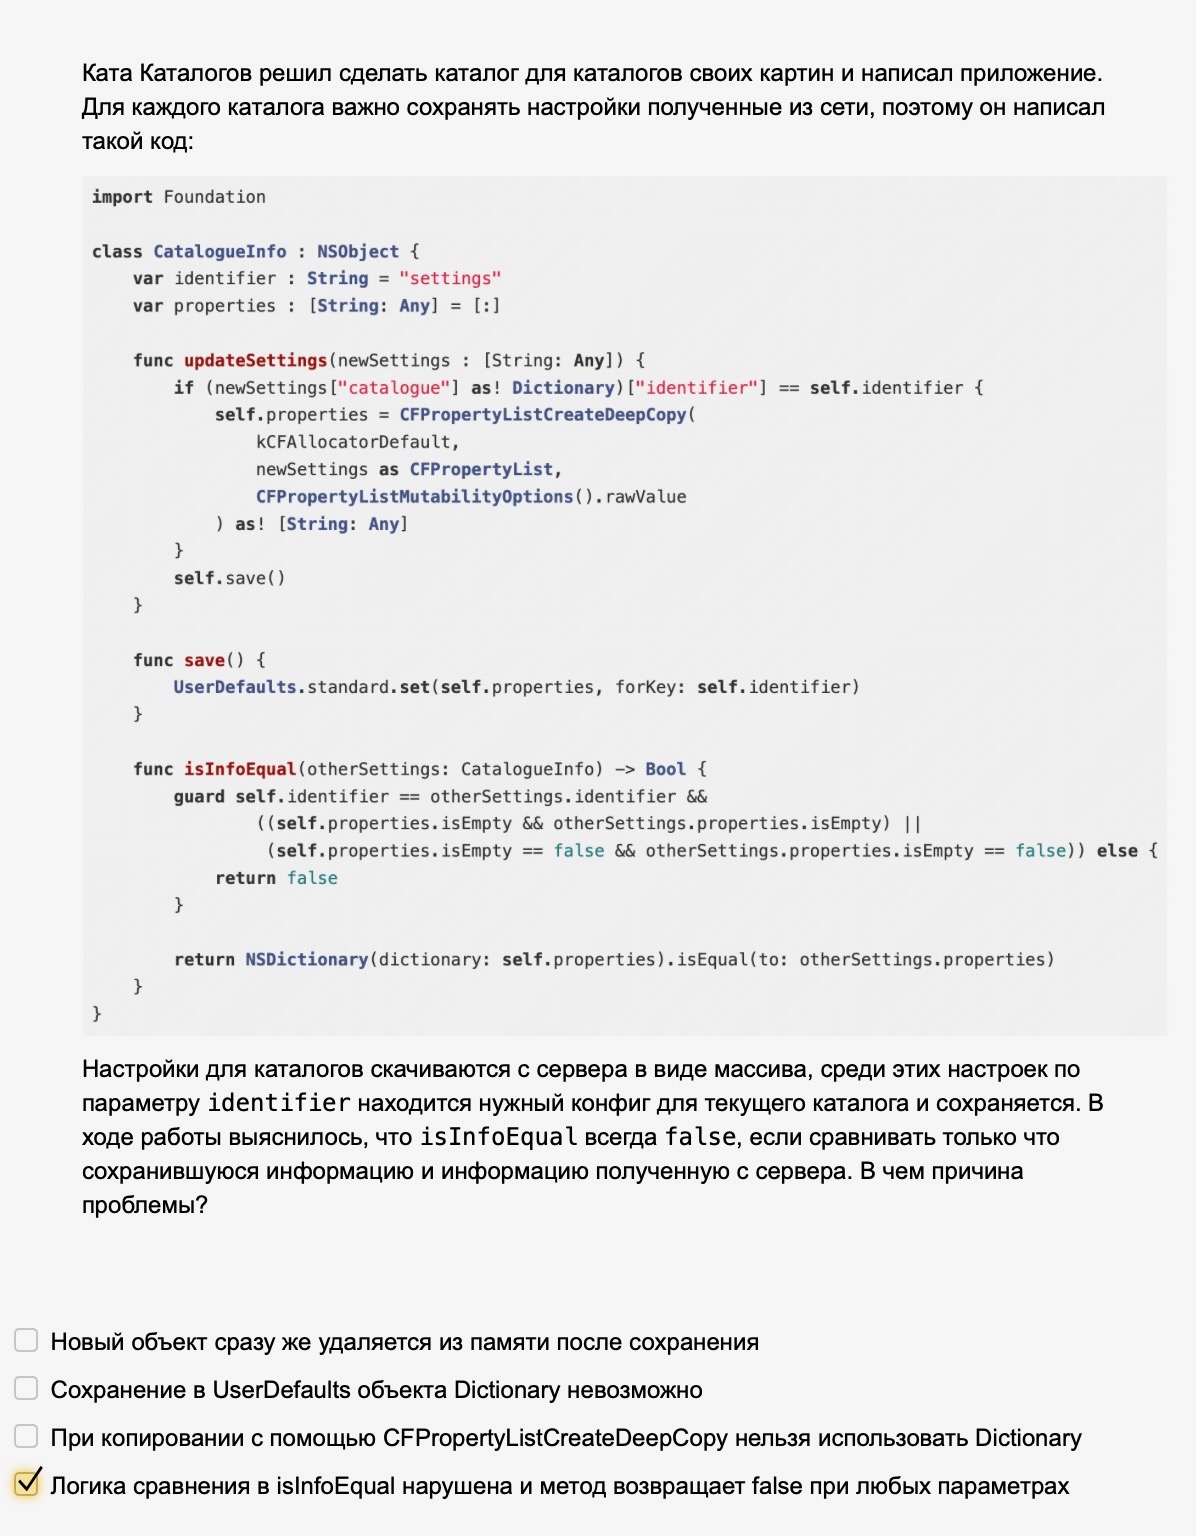 Ката Каталогов решил сделать каталог для каталогов своих картин и написал приложение.
Для каждого каталога важно сохранять настройки полученные из сети, поэтому он написал
такой код:
import Foundation
class CatalogueInfo : NSObject {
    var identifier : String = "settings"
    var properties : [String: Any] = [:]
    func updateSettings(newSettings : [String: Any]) {
        if (newSettings["catalogue"] as! Dictionary)["identifier"] == self.identifier {
            self.properties = CFPropertyListCreateDeepCopy(
                kCFAllocatorDefault,
                newSettings as CFPropertyList,
                CFPropertyListMutabilityOptions().rawValue
            ) as! [String: Any]
        }
        self.save()
    }
    func save() {
        UserDefaults.standard.set(self.properties, forKey: self.identifier)
    }
    func isInfoEqual(otherSettings: CatalogueInfo) -> Bool {
        guard self.identifier == otherSettings.identifier &&
                ((self.properties.isEmpty && otherSettings.properties.isEmpty) ||
                 (self.properties.isEmpty == false && otherSettings.properties.isEmpty == false)) else {
            return false
        }
        return NSDictionary(dictionary: self.properties).isEqual(to: otherSettings.properties)
    }
}
Настройки для каталогов скачиваются с сервера в виде массива, среди этих настроек по
параметру identifier находится нужный конфиг для текущего каталога и сохраняется. В
ходе работы выяснилось, что isInfoEqual всегда false, если сравнивать только что
сохранившуюся информацию и информацию полученную с сервера. В чем причина
проблемы?
Новый объект сразу же удаляется из памяти после сохранения
Сохранение в UserDefaults объекта Dictionary невозможно
При копировании с помощью CFPropertyListCreateDeepCopy нельзя использовать Dictionary
Логика сравнения в isInfoEqual нарушена и метод возвращает false при любых параметрах